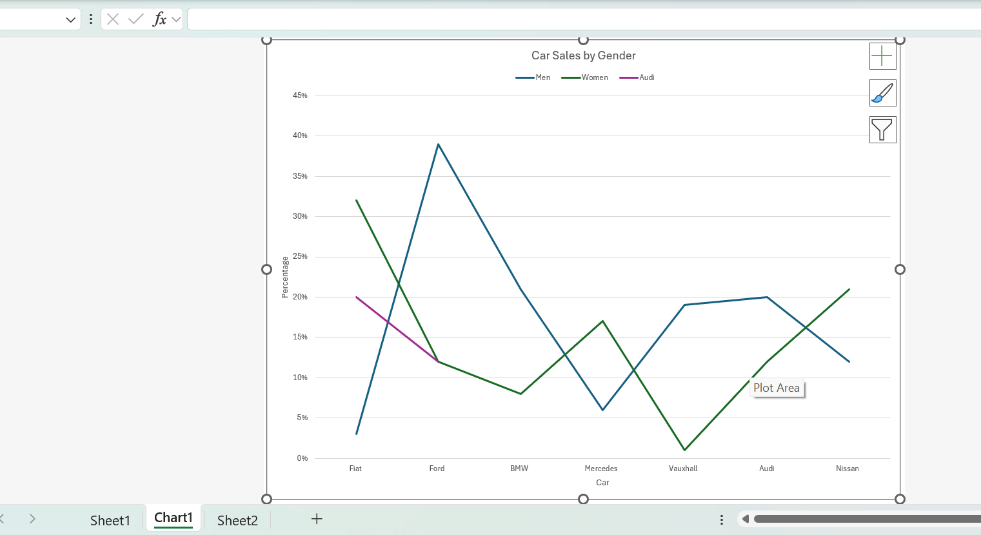 fx
Car Sales by Gender
Men Women Audi
45%
40%
35%
30%
25%
20%
15%
10%
5%
0%
Percentage
Plot Area
Fiat Ford BMW Mercedes Vauxhall Audi Nissan
Car
Sheet1 Chart1 Sheet2